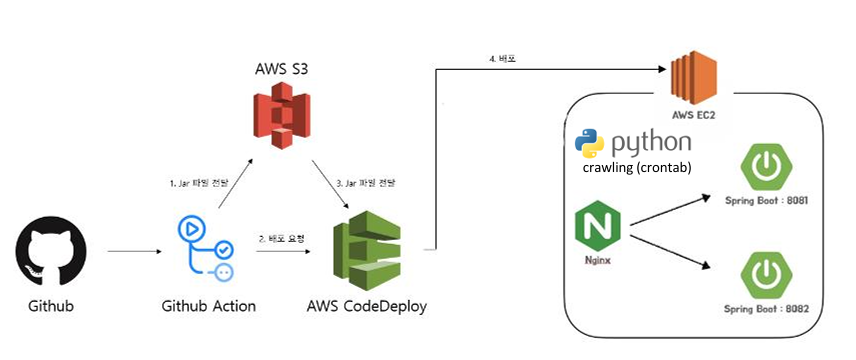 AWS S3
4. 배포
AWS EC2
python
crawling (crontab)
1. Jar 파일 전달
3. Jar 파일 전달
Spring Boot : 8081
2. 배포 요청
N
Nginx
Github
Github Action
AWS CodeDeploy
Spring Boot : 8082